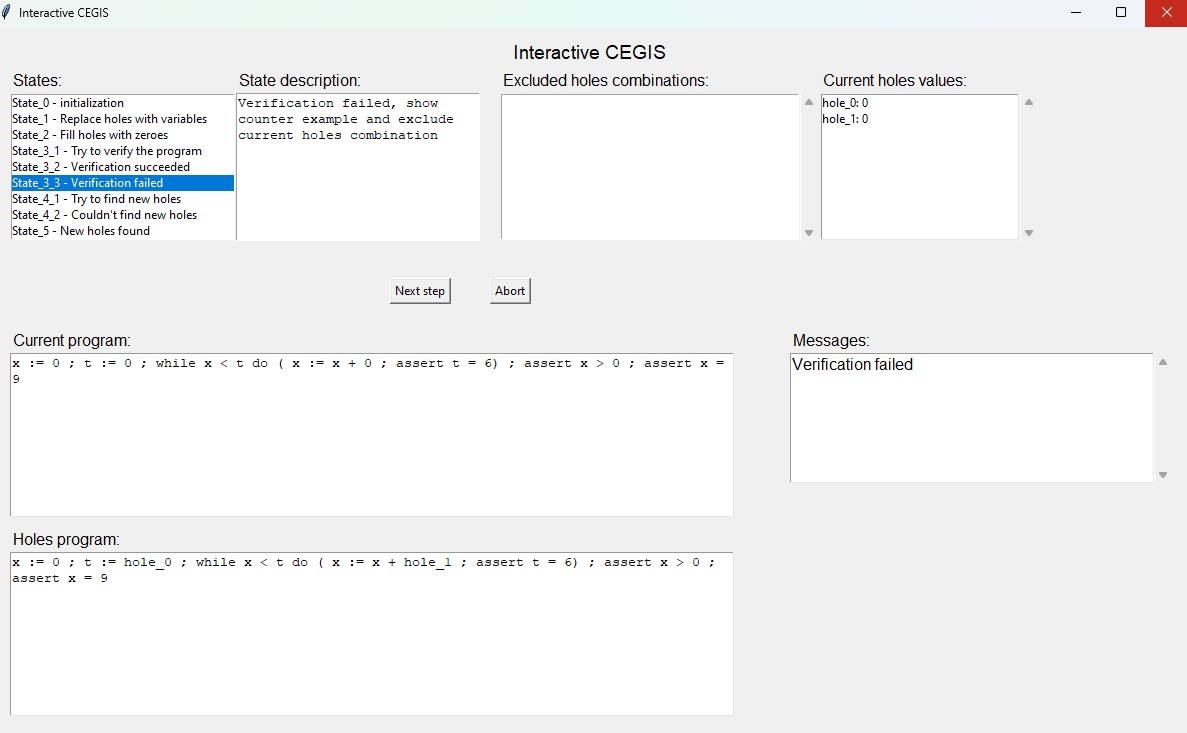 Interactive CEGIS
Interactive CEGIS
States:
State_0 - initialization
State_1 - Replace holes with variables
State_2 - Fill holes with zeroes
State_3_1 - Try to verify the program
State_3_2 - Verification succeeded
State_3_3 - Verification failed
State_4_1 - Try to find new holes
State_4_2 - Couldn't find new holes
State_5 - New holes found
State description:
Verification failed, show
counter example and exclude
current holes combination
Excluded holes combinations:
Current holes values:
hole_0: 0
hole_1: 0
Next step
Abort
Current program:
x := 0 ; t := 0 ; while x < t do ( x := x + 0 ; assert t = 6) ; assert x > 0 ; assert x =
9
Messages:
Verification failed
Holes program:
x := 0 ; t := hole_0 ; while x < t do ( x := x + hole_1 ; assert t = 6) ; assert x > 0 ;
assert x = 9